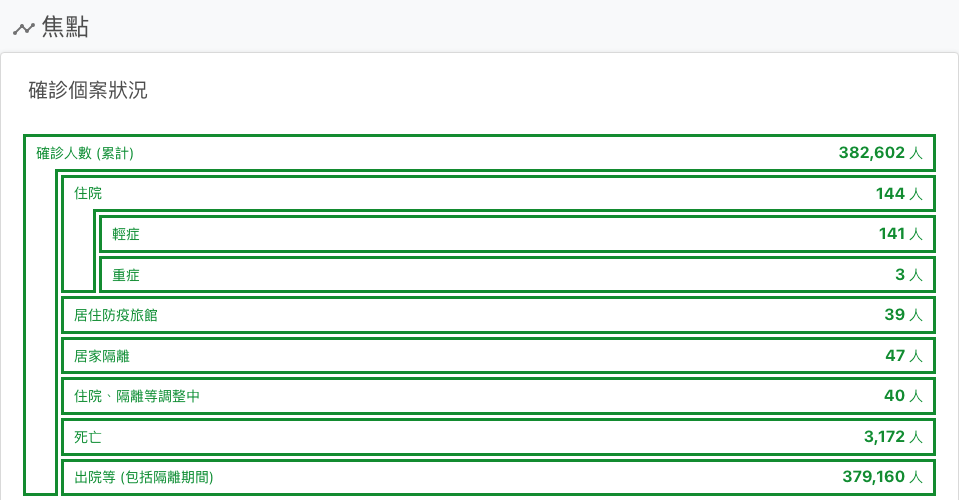 焦點
確診個案狀況
確診人數 (累計) 382,602 人
住院 144 人
輕症 141 人
重症 3 人
居住防疫旅館 39 人
居家隔離 47 人
住院、隔離等調整中 40 人
死亡 3,172 人
出院等 (包括隔離期間) 379,160 人